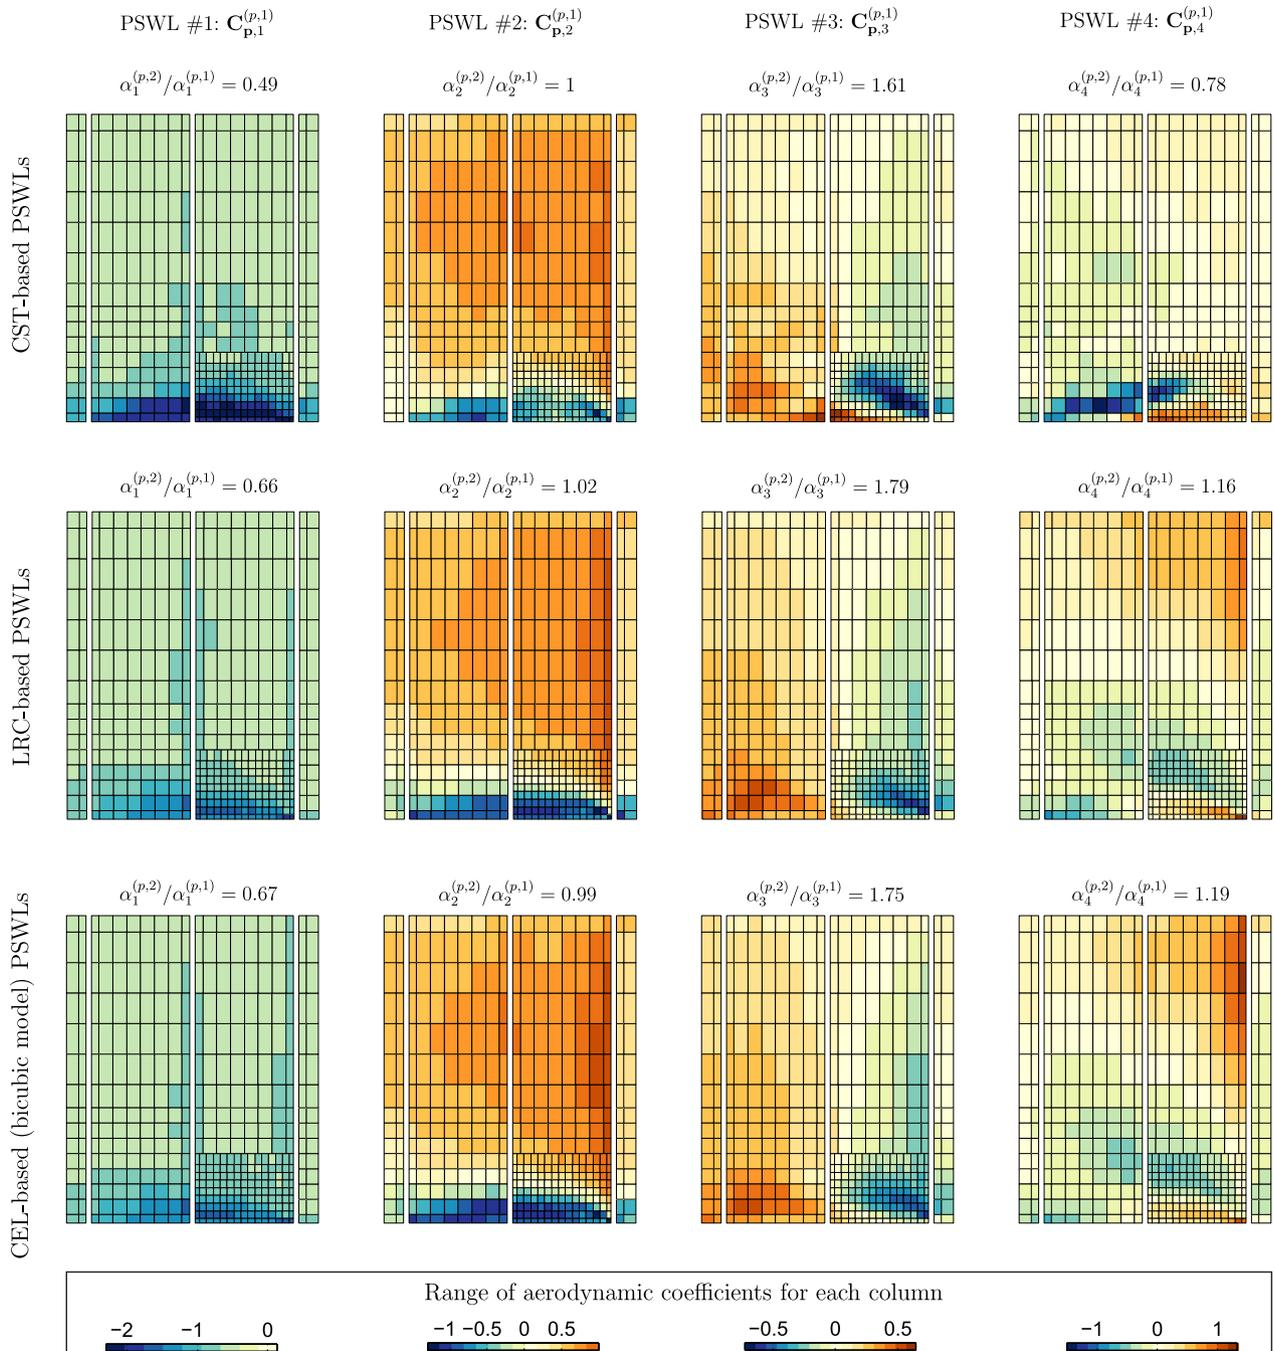 PSWL #1: C_{p,1}^{(p,1)} PSWL #2: C_{p,2}^{(p,1)} PSWL #3: C_{p,3}^{(p,1)} PSWL #4: C_{p,4}^{(p,1)}
α_1^{(p,2)}/α_1^{(p,1)} = 0.49 α_2^{(p,2)}/α_2^{(p,1)} = 1 α_3^{(p,2)}/α_3^{(p,1)} = 1.61 α_4^{(p,2)}/α_4^{(p,1)} = 0.78
CST-based PSWLs
α_1^{(p,2)}/α_1^{(p,1)} = 0.66 α_2^{(p,2)}/α_2^{(p,1)} = 1.02 α_3^{(p,2)}/α_3^{(p,1)} = 1.79 α_4^{(p,2)}/α_4^{(p,1)} = 1.16
LRC-based PSWLs
α_1^{(p,2)}/α_1^{(p,1)} = 0.67 α_2^{(p,2)}/α_2^{(p,1)} = 0.99 α_3^{(p,2)}/α_3^{(p,1)} = 1.75 α_4^{(p,2)}/α_4^{(p,1)} = 1.19
CEL-based (bicubic model) PSWLs
Range of aerodynamic coefficients for each column
−2 −1 0 −1 −0.5 0 0.5 −0.5 0 0.5 −1 0 1